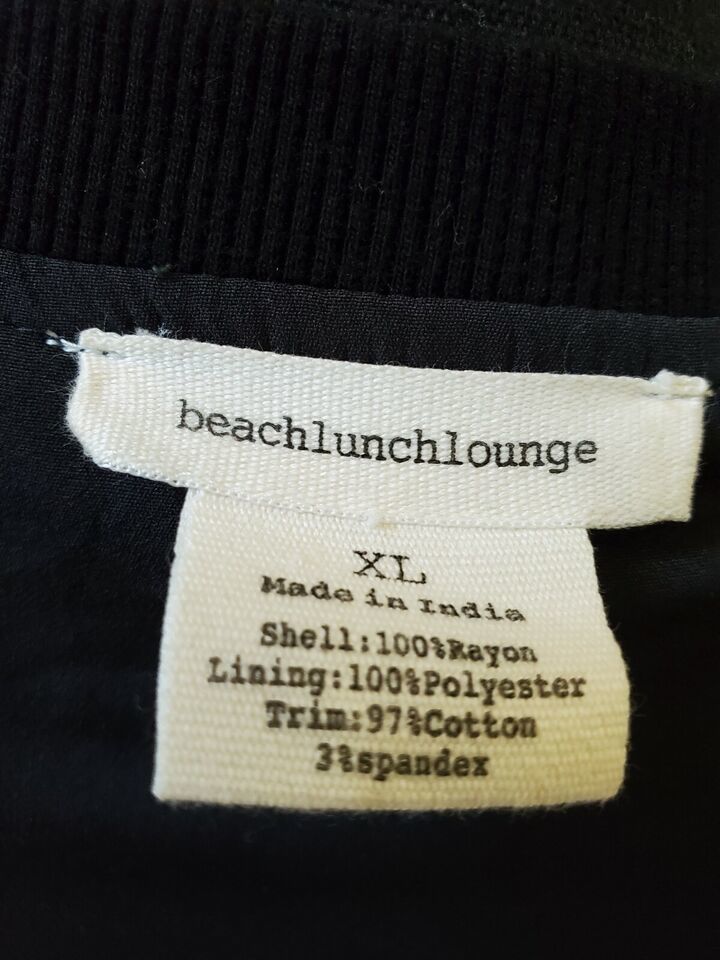 beachlunchlounge
XL
Made in India
Shell:100%Rayon
Lining:100%Polyester
Trim:97%Cotton
3%spandex